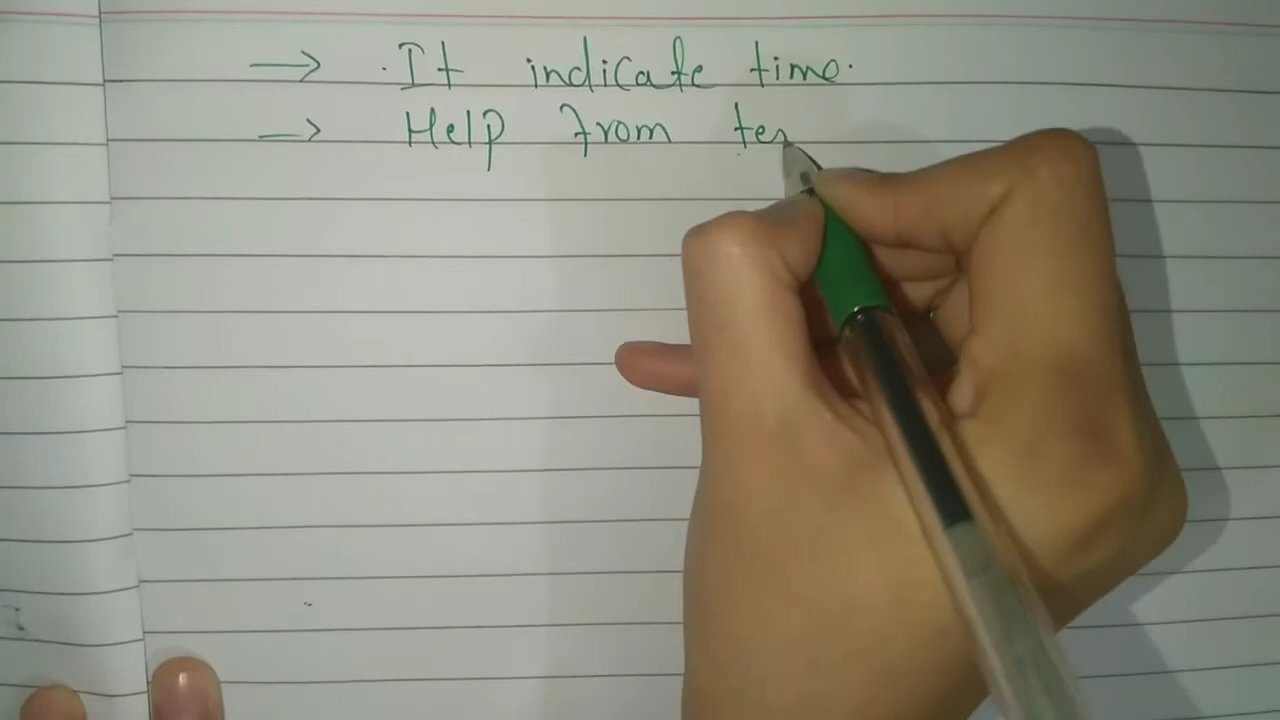 → .It indicate time.
→ Help from